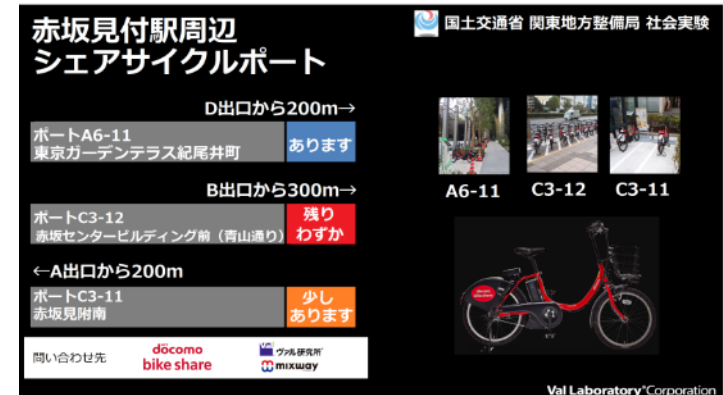 赤坂見付駅周辺
シェアサイクルポート
国土交通省 関東地方整備局 社会実験
D出口から200m→
ポートA6-11
東京ガーデンテラス紀尾井町
あります
B出口から300m→
ポートC3-12
赤坂センタービルディング前（青山通り）
残り
わずか
←A出口から200m
ポートC3-11
赤坂見附南
少し
あります
A6-11
C3-12
C3-11
docomo
bike share
問い合わせ先
döcomo
bike share
ヴァル研究所
mixway
Val Laboratory Corporation